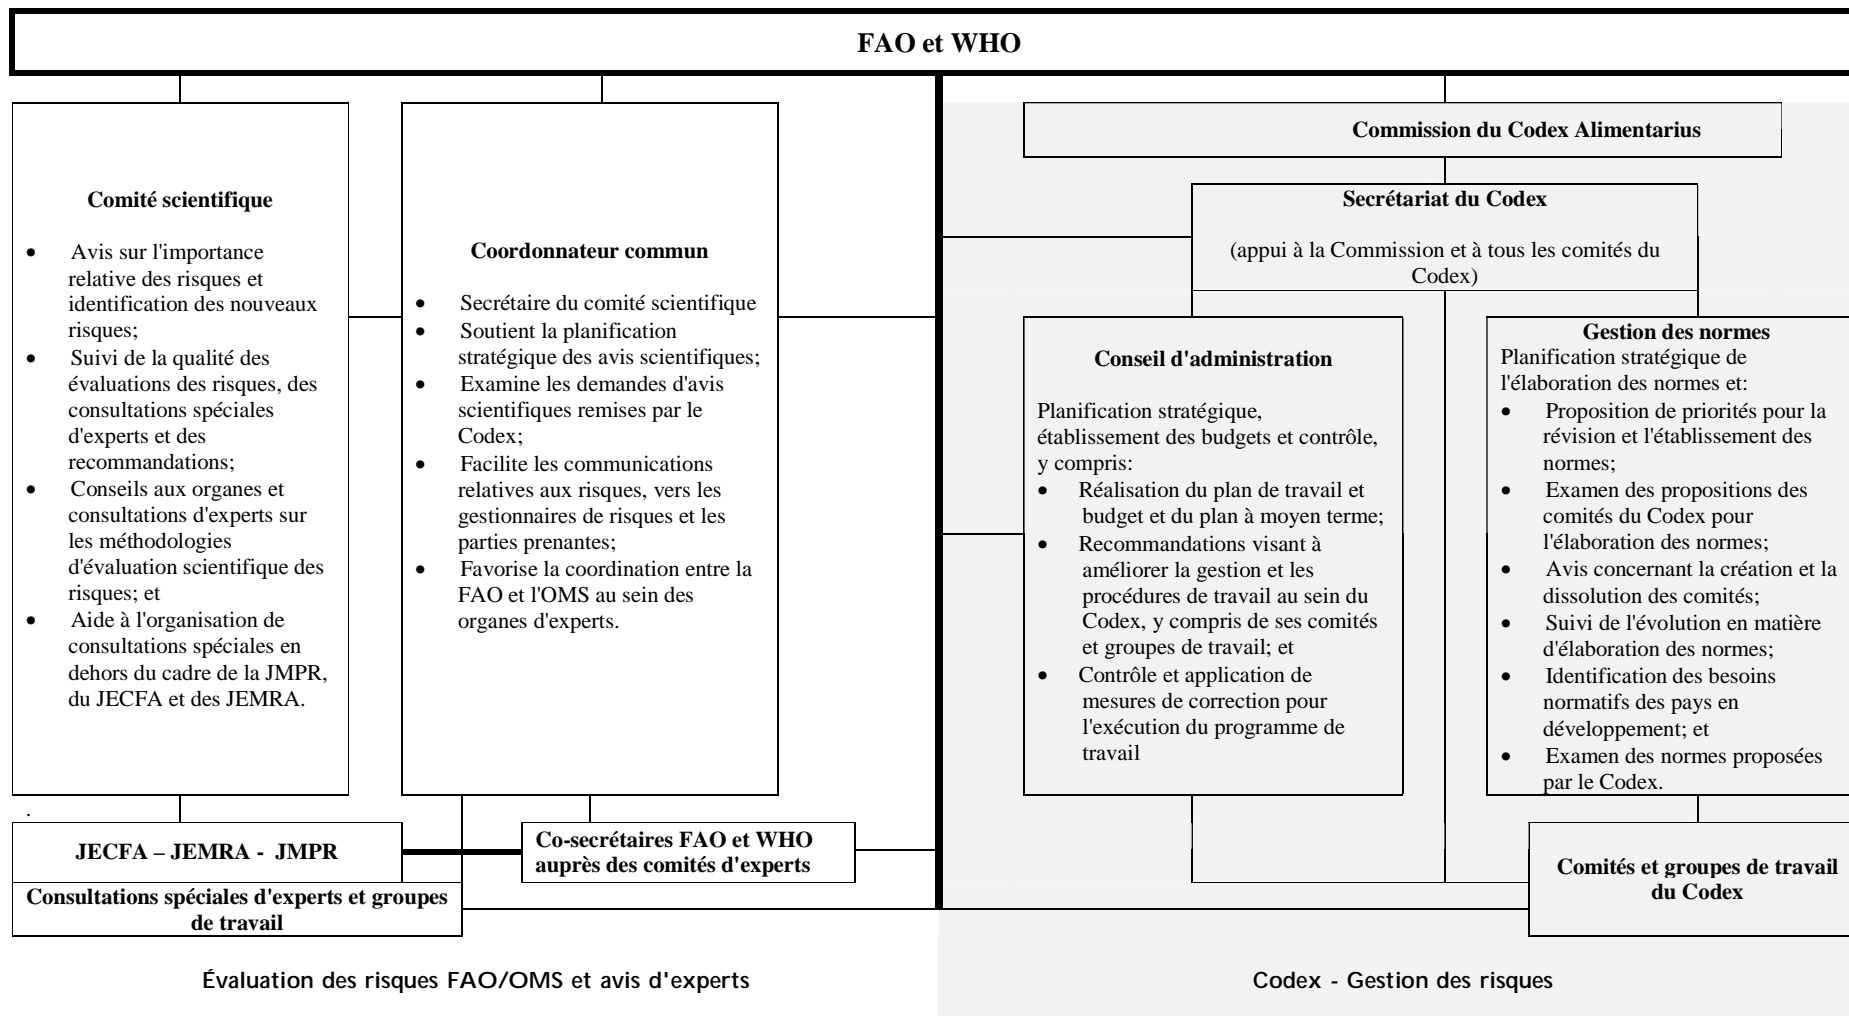 FAO et WHO
Comité scientifique
• Avis sur l'importance
relative des risques et
identification des nouveaux
risques;
• Suivi de la qualité des
évaluations des risques, des
consultations spéciales
d'experts et des
recommandations;
• Conseils aux organes et
consultations d'experts sur
les méthodologies
d'évaluation scientifique des
risques; et
• Aide à l'organisation de
consultations spéciales en
dehors du cadre de la JMPR,
du JECFA et des JEMRA.
.
Coordonnateur commun
• Secrétaire du comité scientifique
• Soutient la planification
stratégique des avis scientifiques;
• Examine les demandes d'avis
scientifiques remises par le
Codex;
• Facilite les communications
relatives aux risques, vers les
gestionnaires de risques et les
parties prenantes;
• Favorise la coordination entre la
FAO et l'OMS au sein des
organes d'experts.
JECFA – JEMRA - JMPR
Consultations spéciales d'experts et groupes
de travail
Co-secrétaires FAO et WHO
auprès des comités d'experts
Évaluation des risques FAO/OMS et avis d'experts
Commission du Codex Alimentarius
Secrétariat du Codex
(appui à la Commission et à tous les comités du
Codex)
Conseil d'administration
Planification stratégique,
établissement des budgets et contrôle,
y compris:
• Réalisation du plan de travail et
budget et du plan à moyen terme;
• Recommandations visant à
améliorer la gestion et les
procédures de travail au sein du
Codex, y compris de ses comités
et groupes de travail; et
• Contrôle et application de
mesures de correction pour
l'exécution du programme de
travail
Gestion des normes
Planification stratégique de
l'élaboration des normes et:
• Proposition de priorités pour la
révision et l'établissement des
normes;
• Examen des propositions des
comités du Codex pour
l'élaboration des normes;
• Avis concernant la création et la
dissolution des comités;
• Suivi de l'évolution en matière
d'élaboration des normes;
• Identification des besoins
normatifs des pays en
développement; et
• Examen des normes proposées
par le Codex.
Comités et groupes de travail
du Codex
Codex - Gestion des risques